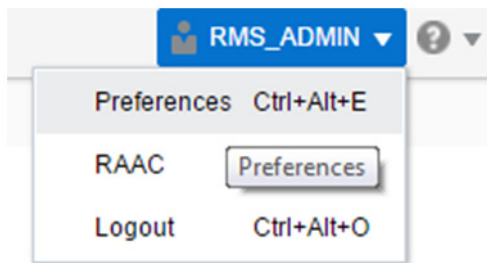 RMS_ADMIN ?
Preferences Ctrl+Alt+E
RAAC Preferences
Logout Ctrl+Alt+O